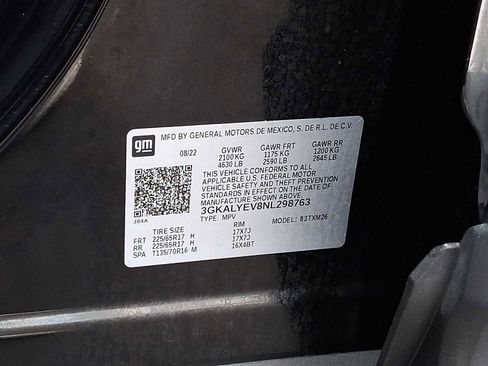 gm
MFD BY GENERAL MOTORS DE MEXICO, S. DE R.L. DE C.V.
08/22 GVWR GAWR FRT GAWR RR
2100 KG 1175 KG 1200 KG
4630 LB 2590 LB 2645 LB
THIS VEHICLE CONFORMS TO ALL
APPLICABLE U.S. FEDERAL MOTOR
VEHICLE SAFETY STANDARDS IN
EFFECT ON THE DATE OF
MANUFACTURE SHOWN ABOVE.
3GKALYEV8NL298763
TYPE: MPV MODEL: 83TXM26
384A
TIRE SIZE RIM
FRT 225/65R17 H 17X7J
RR 225/65R17 H 17X7J
SPA T135/70R16 M 16X4BT